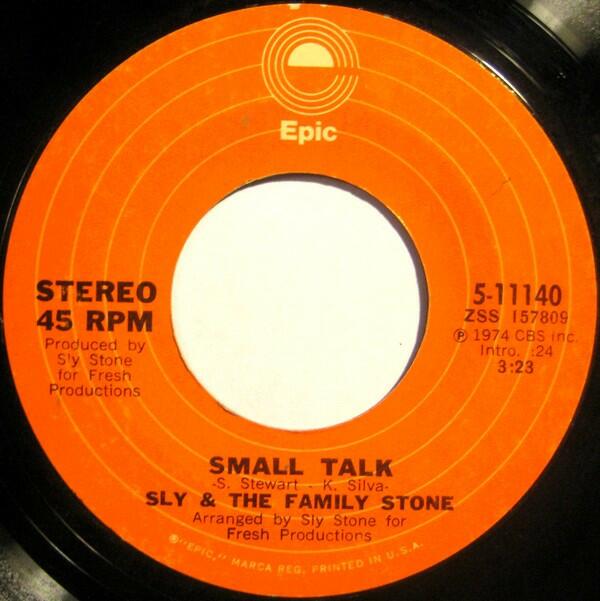 Epic
STEREO
45 RPM
Produced by
Sly Stone
for Fresh
Productions
5-11140
ZSS 157809
℗ 1974 CBS Inc.
Intro. :24
3:23
SMALL TALK
-S. Stewart - K. Silva-
SLY & THE FAMILY STONE
Arranged by Sly Stone for
Fresh Productions
®"EPIC," MARCA REG. PRINTED IN U.S.A.